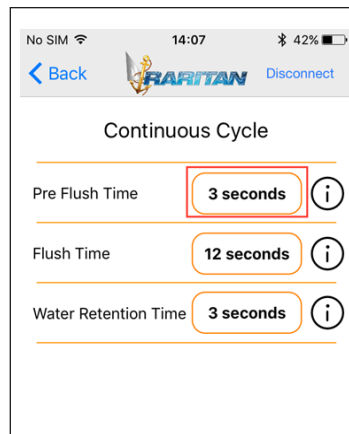 No SIM 14:07 42%
Back RARITAN Disconnect
Continuous Cycle
Pre Flush Time 3 seconds i
Flush Time 12 seconds i
Water Retention Time 3 seconds i